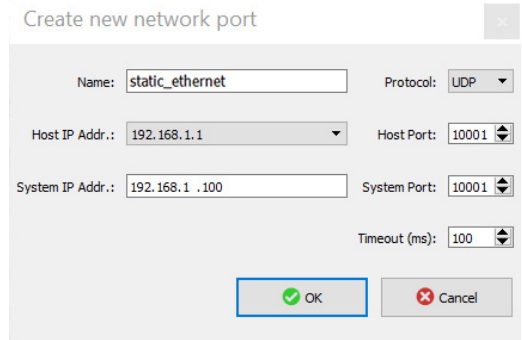 Create new network port
Name: static_ethernet Protocol: UDP
Host IP Addr.: 192.168.1.1 Host Port: 10001
System IP Addr.: 192.168.1 .100 System Port: 10001
Timeout (ms): 100
OK Cancel